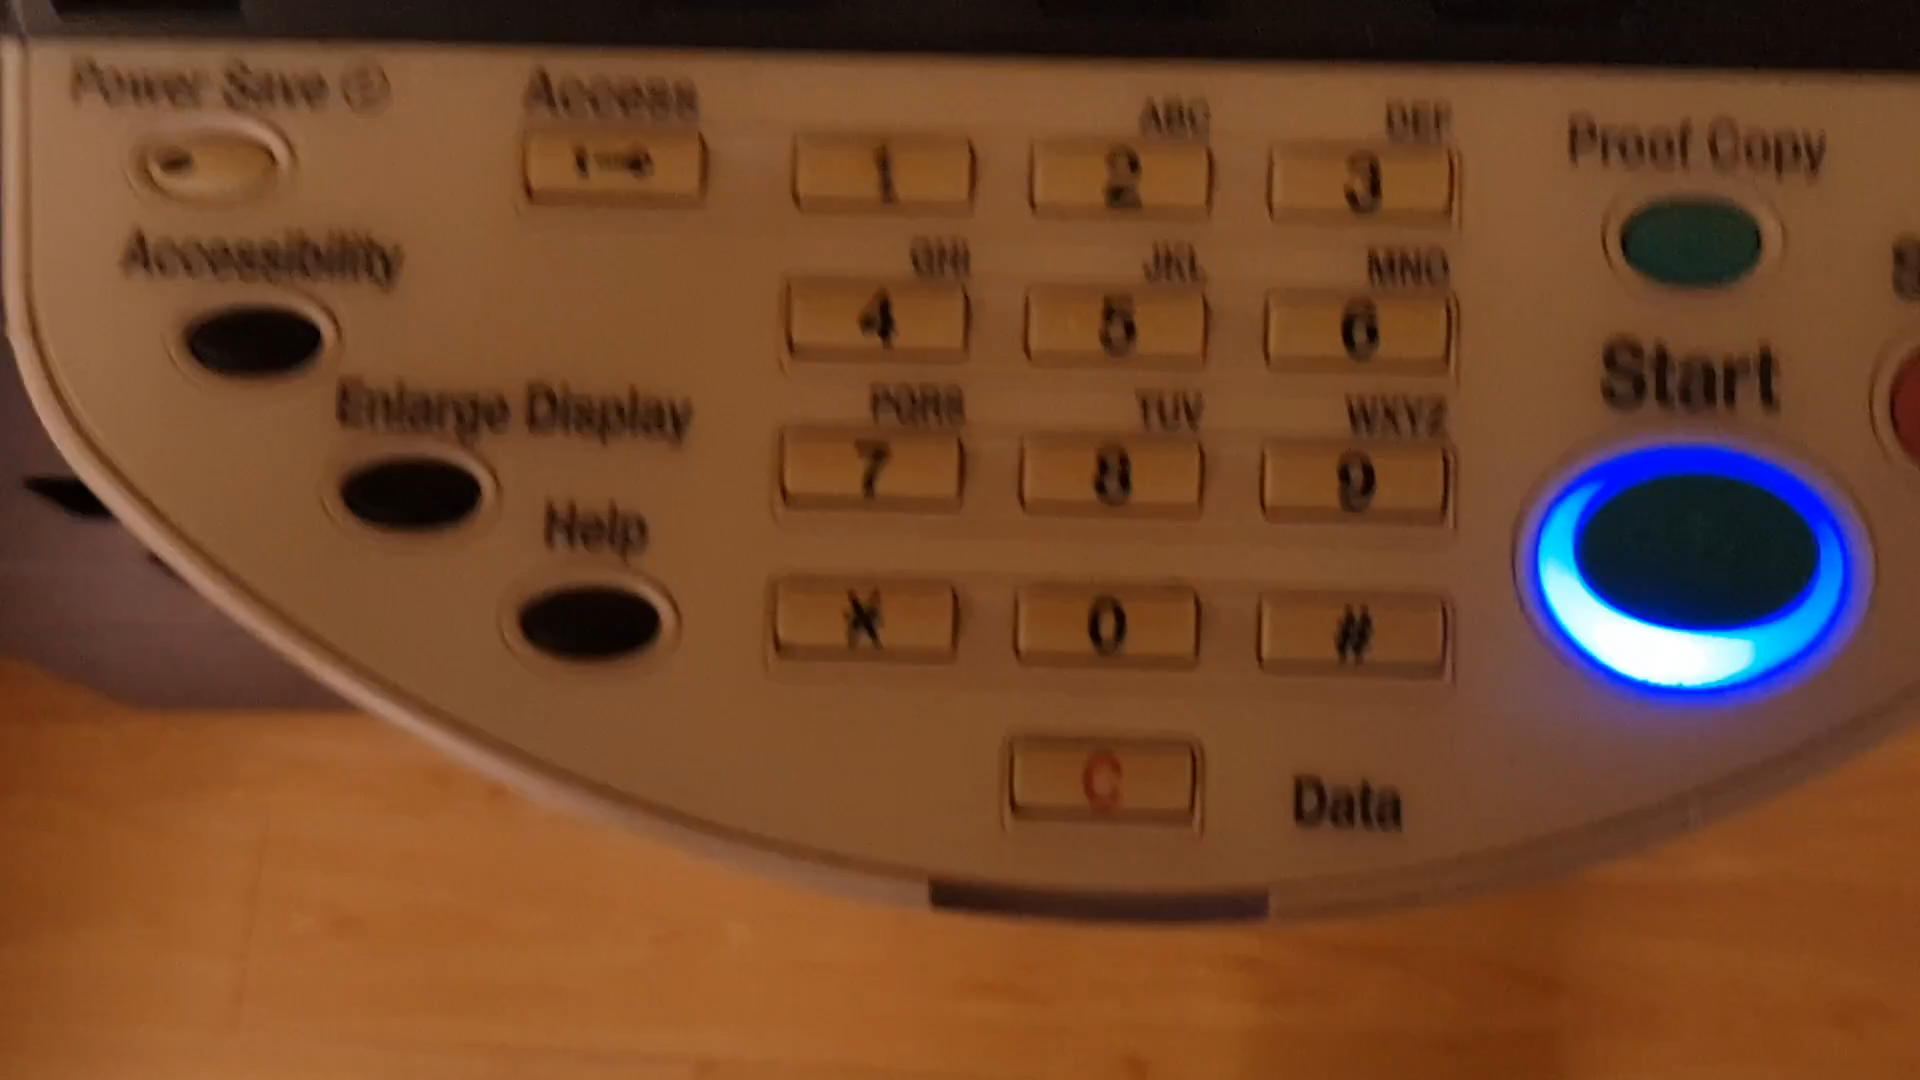 Power Save
Access
Accessibility
Enlarge Display
Help
1
ABC
2
DEF
3
GHI
4
JKL
5
MNO
6
PQRS
7
TUV
8
WXYZ
9
*
0
#
C
Data
Proof Copy
Start